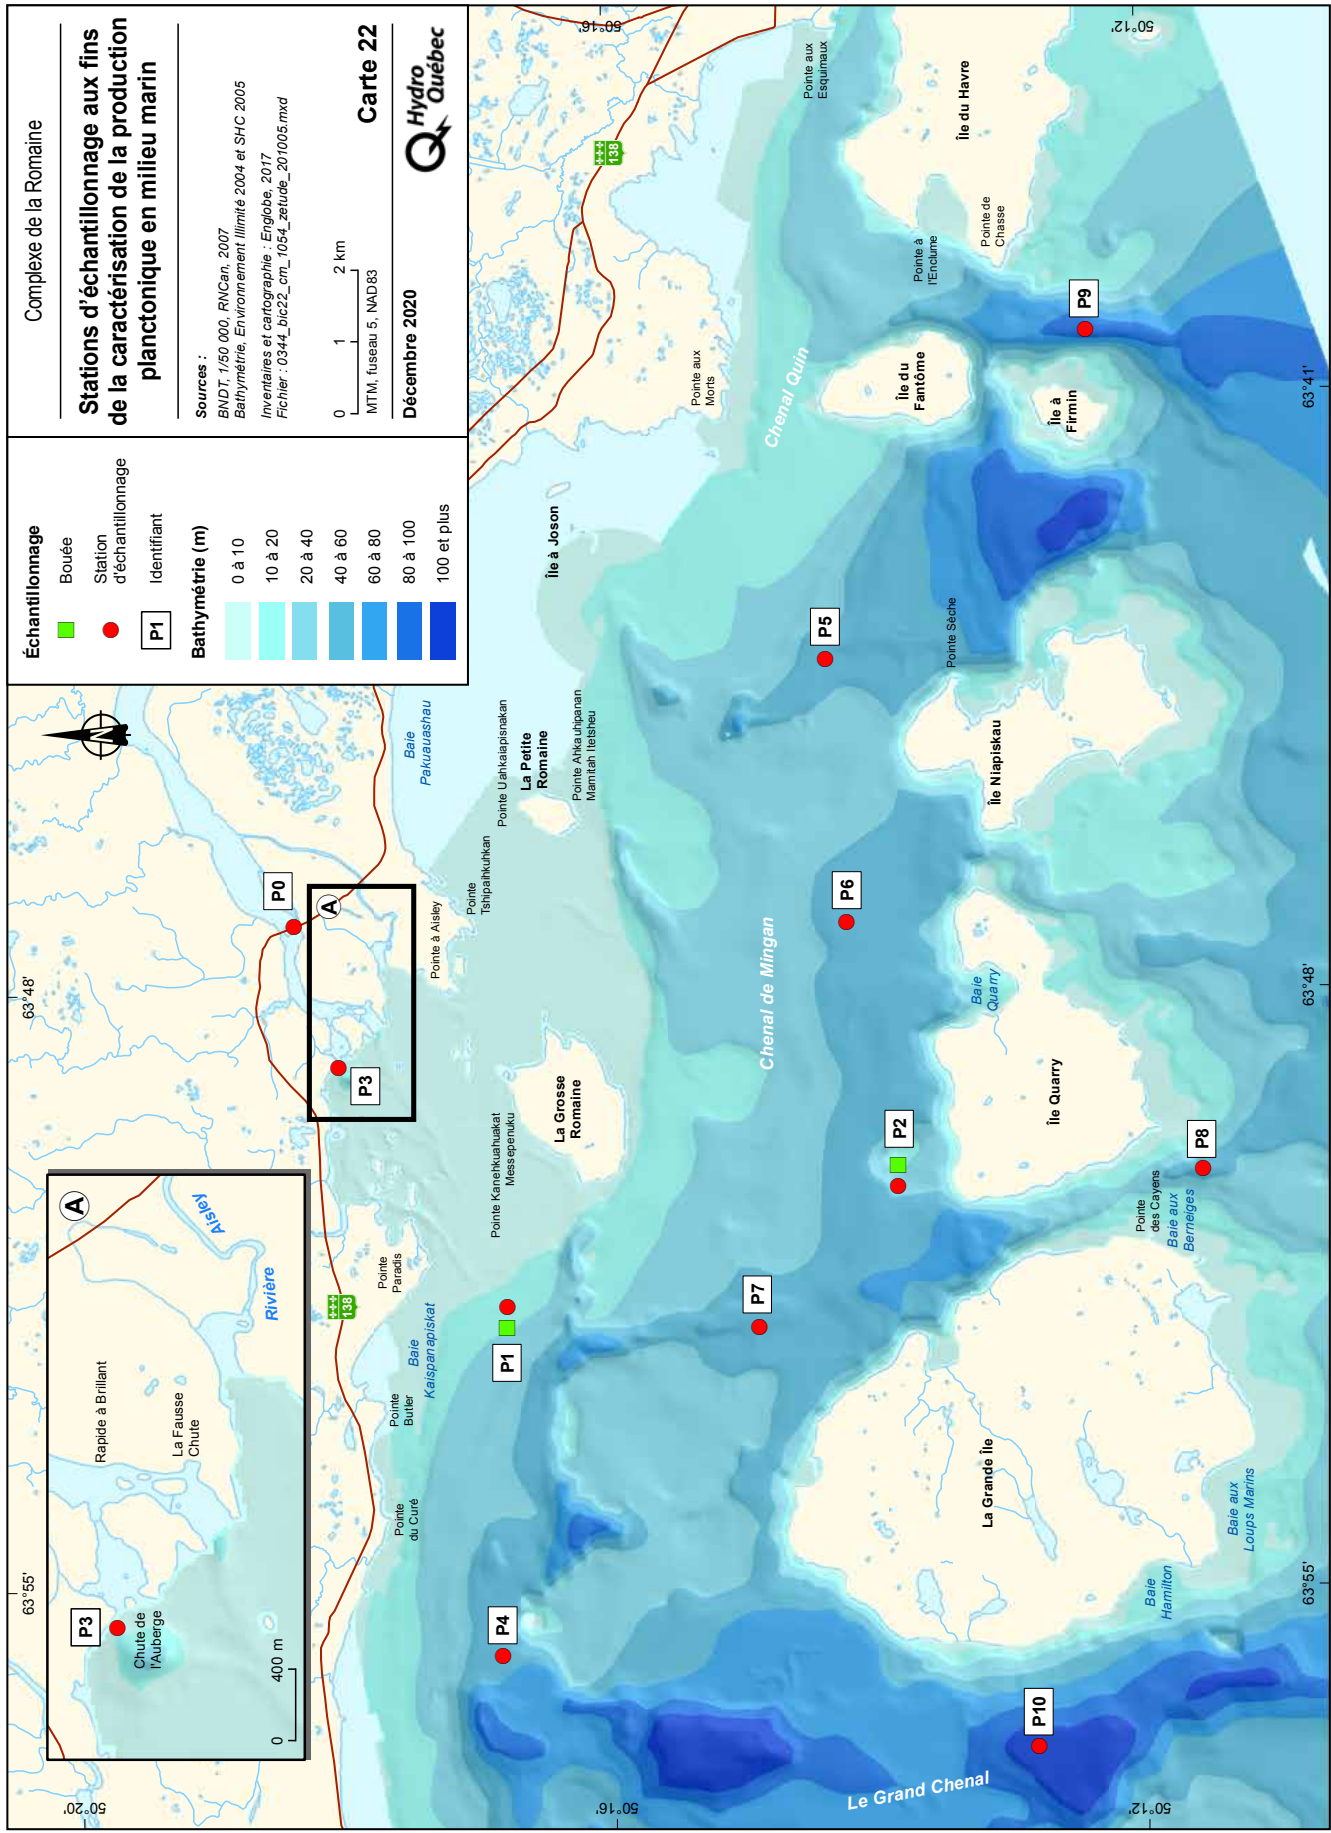 Complexe de la Romaine
Stations d'échantillonnage aux fins
de la caractérisation de la production
planctonique en milieu marin
Sources :
BNDT, 1/50 000, RNCan, 2007
Bathymétrie, Environnement Illimité 2004 et SHC 2005
Inventaires et cartographie : Englobe, 2017
Fichier : 0344_bic22_cm_1054_zetude_201005.mxd
0 1 2 km
MTM, fuseau 5, NAD83
Décembre 2020
Carte 22
Hydro
Québec
Échantillonnage
Bouée
Station
d'échantillonnage
P1
Identifiant
Bathymétrie (m)
0 à 10
10 à 20
20 à 40
40 à 60
60 à 80
80 à 100
100 et plus
63°55'
63°48'
50°20'
50°16'
50°12'
63°55'
63°48'
63°41'
50°16'
50°12'
A
P3
Chute de
l'Auberge
Rapide à Brillant
La Fausse
Chute
Rivière
Aisley
0 400 m
P0
A
P3
138
138
Baie
Pakuauashau
Pointe à Aisley
Pointe
Tshipaihkuhkan
Pointe Uahkaiapisnakan
La Petite
Romaine
Pointe Ahkauhipanan
Mamitah Itetsheu
Île à Joson
Pointe aux
Morts
Pointe aux
Esquimaux
Pointe
Paradis
Baie
Kaispanapiskat
Pointe
Butler
Pointe
du Curé
Pointe Kanehkuahuakat
Messepenuku
La Grosse
Romaine
P1
P4
P7
P2
P6
P5
P9
P8
P10
Chenal de Mingan
Chenal Quin
Le Grand Chenal
Île du Havre
Pointe à
l'Enclume
Pointe de
Chasse
Île du
Fantôme
Île à
Firmin
Pointe Sèche
Île Niapiskau
Baie
Quarry
Île Quarry
Pointe
des Cayens
Baie aux
Berneiges
La Grande Île
Baie aux
Loups Marins
Baie
Hamilton